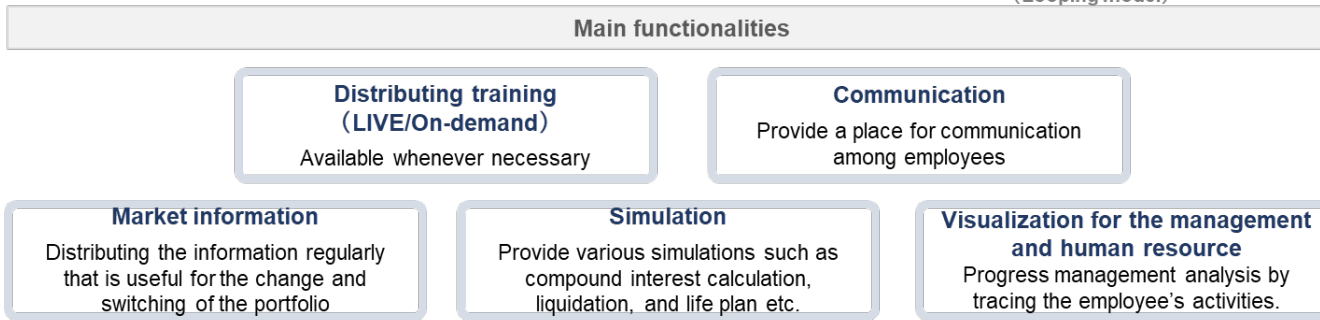 Main functionalities
Distributing training
（LIVE/On-demand）
Available whenever necessary
Communication
Provide a place for communication
among employees
Market information
Distributing the information regularly
that is useful for the change and
switching of the portfolio
Simulation
Provide various simulations such as
compound interest calculation,
liquidation, and life plan etc.
Visualization for the management
and human resource
Progress management analysis by
tracing the employee’s activities.